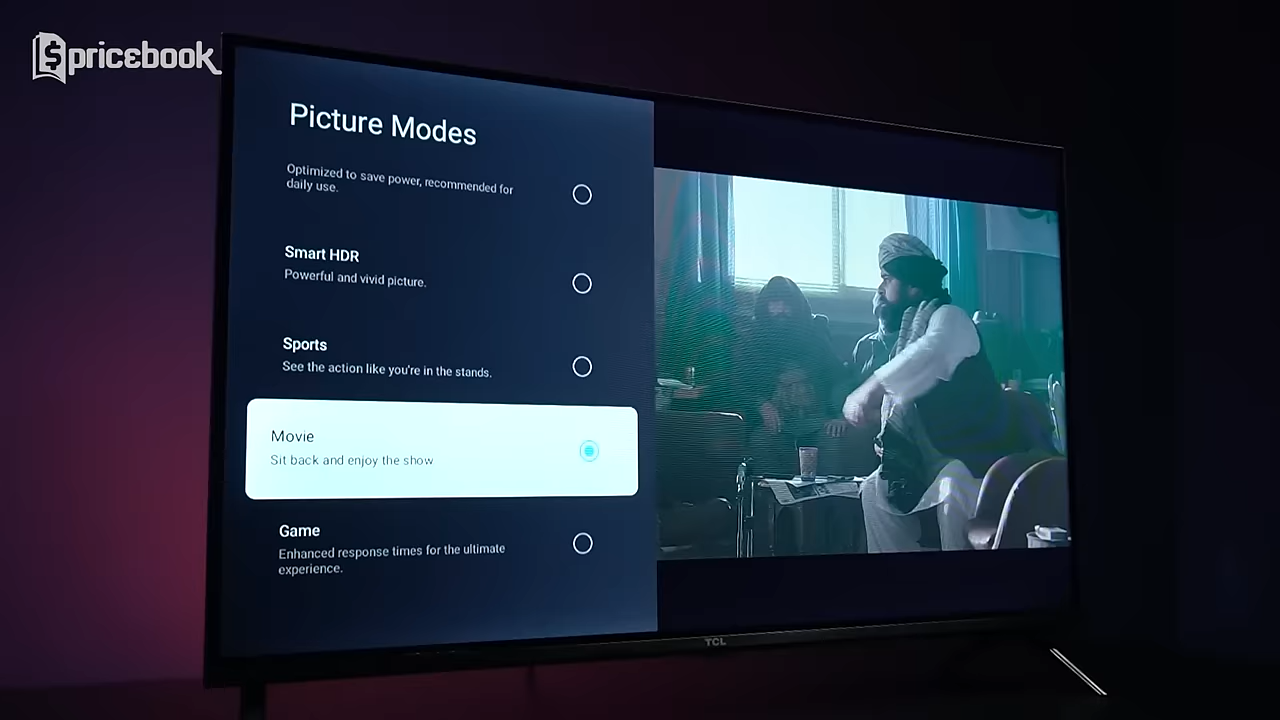 pricebook
Picture Modes
Optimized to save power, recommended for
daily use.
Smart HDR
Powerful and vivid picture.
Sports
See the action like you're in the stands.
Movie
Sit back and enjoy the show
Game
Enhanced response times for the ultimate
experience.
TCL